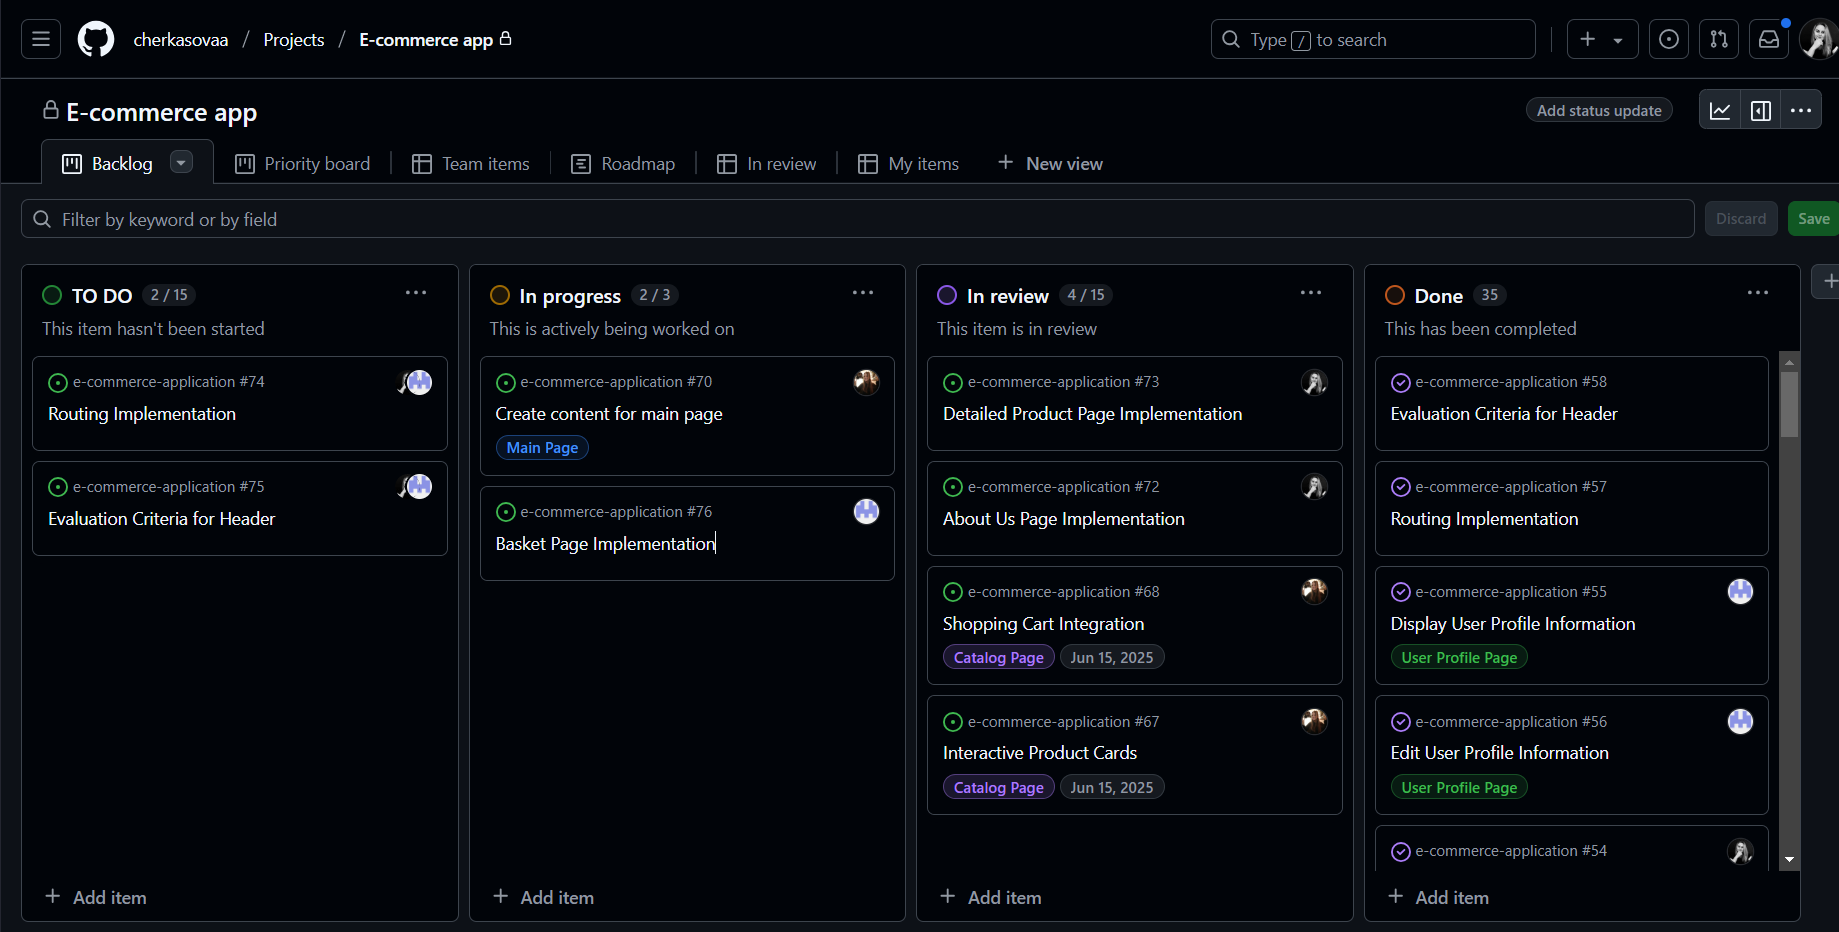 cherkasovaa / Projects / E-commerce app
Type / to search
E-commerce app
Add status update
Backlog
Priority board
Team items
Roadmap
In review
My items
New view
Filter by keyword or by field
Discard
Save
TO DO 2 / 15
This item hasn't been started
e-commerce-application #74
Routing Implementation
e-commerce-application #75
Evaluation Criteria for Header
Add item
In progress 2 / 3
This is actively being worked on
e-commerce-application #70
Create content for main page
Main Page
e-commerce-application #76
Basket Page Implementation
Add item
In review 4 / 15
This item is in review
e-commerce-application #73
Detailed Product Page Implementation
e-commerce-application #72
About Us Page Implementation
e-commerce-application #68
Shopping Cart Integration
Catalog Page Jun 15, 2025
e-commerce-application #67
Interactive Product Cards
Catalog Page Jun 15, 2025
Add item
Done 35
This has been completed
e-commerce-application #58
Evaluation Criteria for Header
e-commerce-application #57
Routing Implementation
e-commerce-application #55
Display User Profile Information
User Profile Page
e-commerce-application #56
Edit User Profile Information
User Profile Page
e-commerce-application #54
Add item